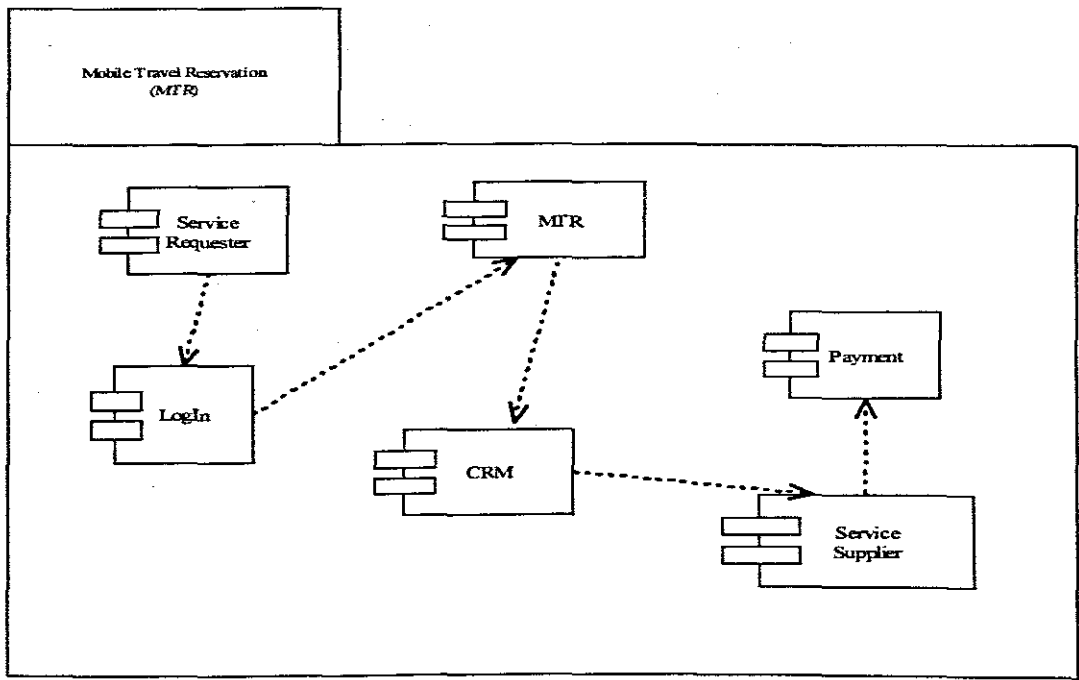 Mobile Travel Reservation
(MTR)
Service
Requester
MTR
Payment
LogIn
CRM
Service
Supplier